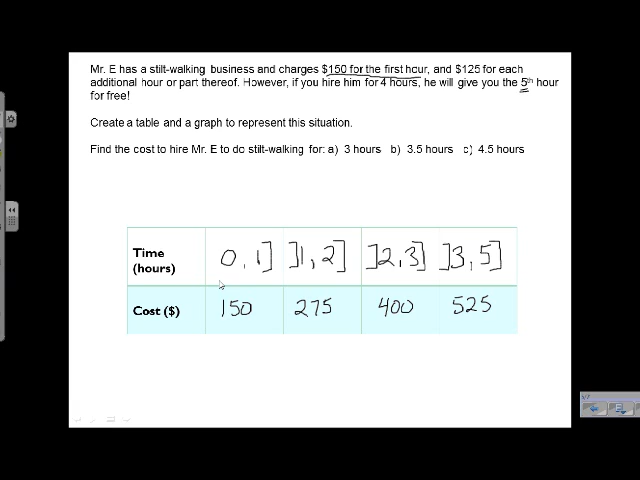 Mr. E has a stilt-walking business and charges $150 for the first hour, and $125 for each
additional hour or part thereof. However, if you hire him for 4 hours, he will give you the 5th hour
for free!
Create a table and a graph to represent this situation.
Find the cost to hire Mr. E to do stilt-walking for: a) 3 hours b) 3.5 hours c) 4.5 hours
Time (hours) 0, 1] ]1, 2] ]2, 3] ]3, 5]
Cost ($) 150 275 400 525